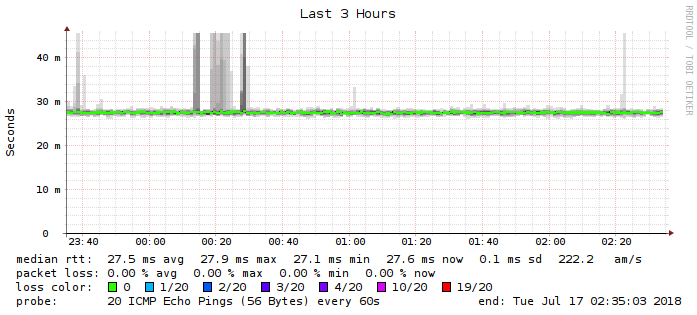 Last 3 Hours
RRDTOOL / TOBI OETIKER
Seconds
40 m
30 m
20 m
10 m
0
23:40 00:00 00:20 00:40 01:00 01:20 01:40 02:00 02:20
median rtt: 27.5 ms avg 27.9 ms max 27.1 ms min 27.6 ms now 0.1 ms sd 222.2 am/s
packet loss: 0.00 % avg 0.00 % max 0.00 % min 0.00 % now
loss color: 0 1/20 2/20 3/20 4/20 10/20 19/20
probe: 20 ICMP Echo Pings (56 Bytes) every 60s end: Tue Jul 17 02:35:03 2018